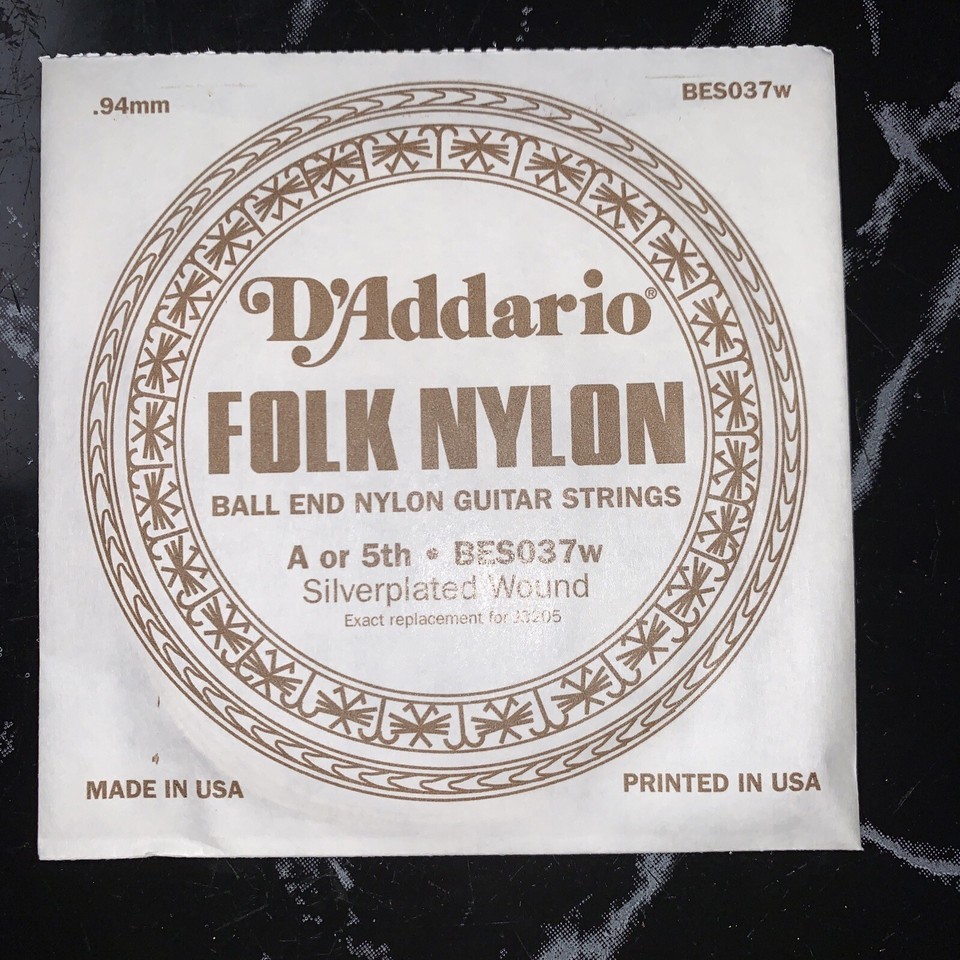 .94mm
BES037w
D'Addario®
FOLK NYLON
BALL END NYLON GUITAR STRINGS
A or 5th • BES037w
Silverplated Wound
Exact replacement for J3205
MADE IN USA
PRINTED IN USA